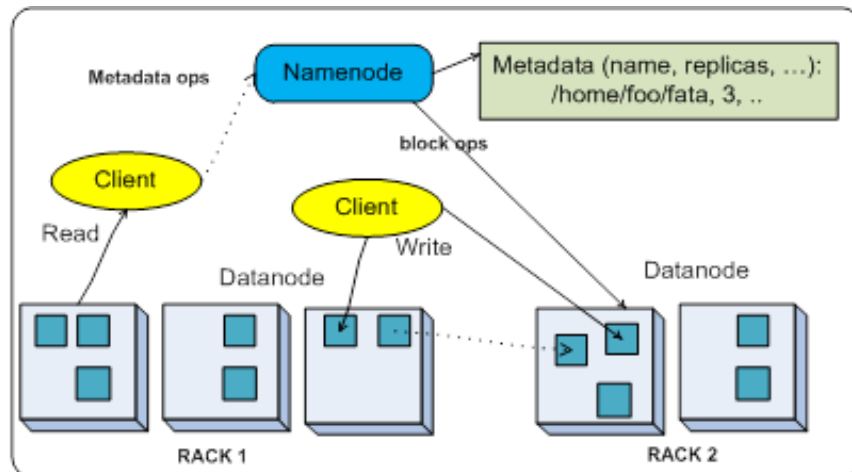 Metadata ops
Namenode
Metadata (name, replicas, ...):
/home/foo/fata, 3, ..
block ops
Client
Client
Read
Write
Datanode
Datanode
RACK 1
RACK 2